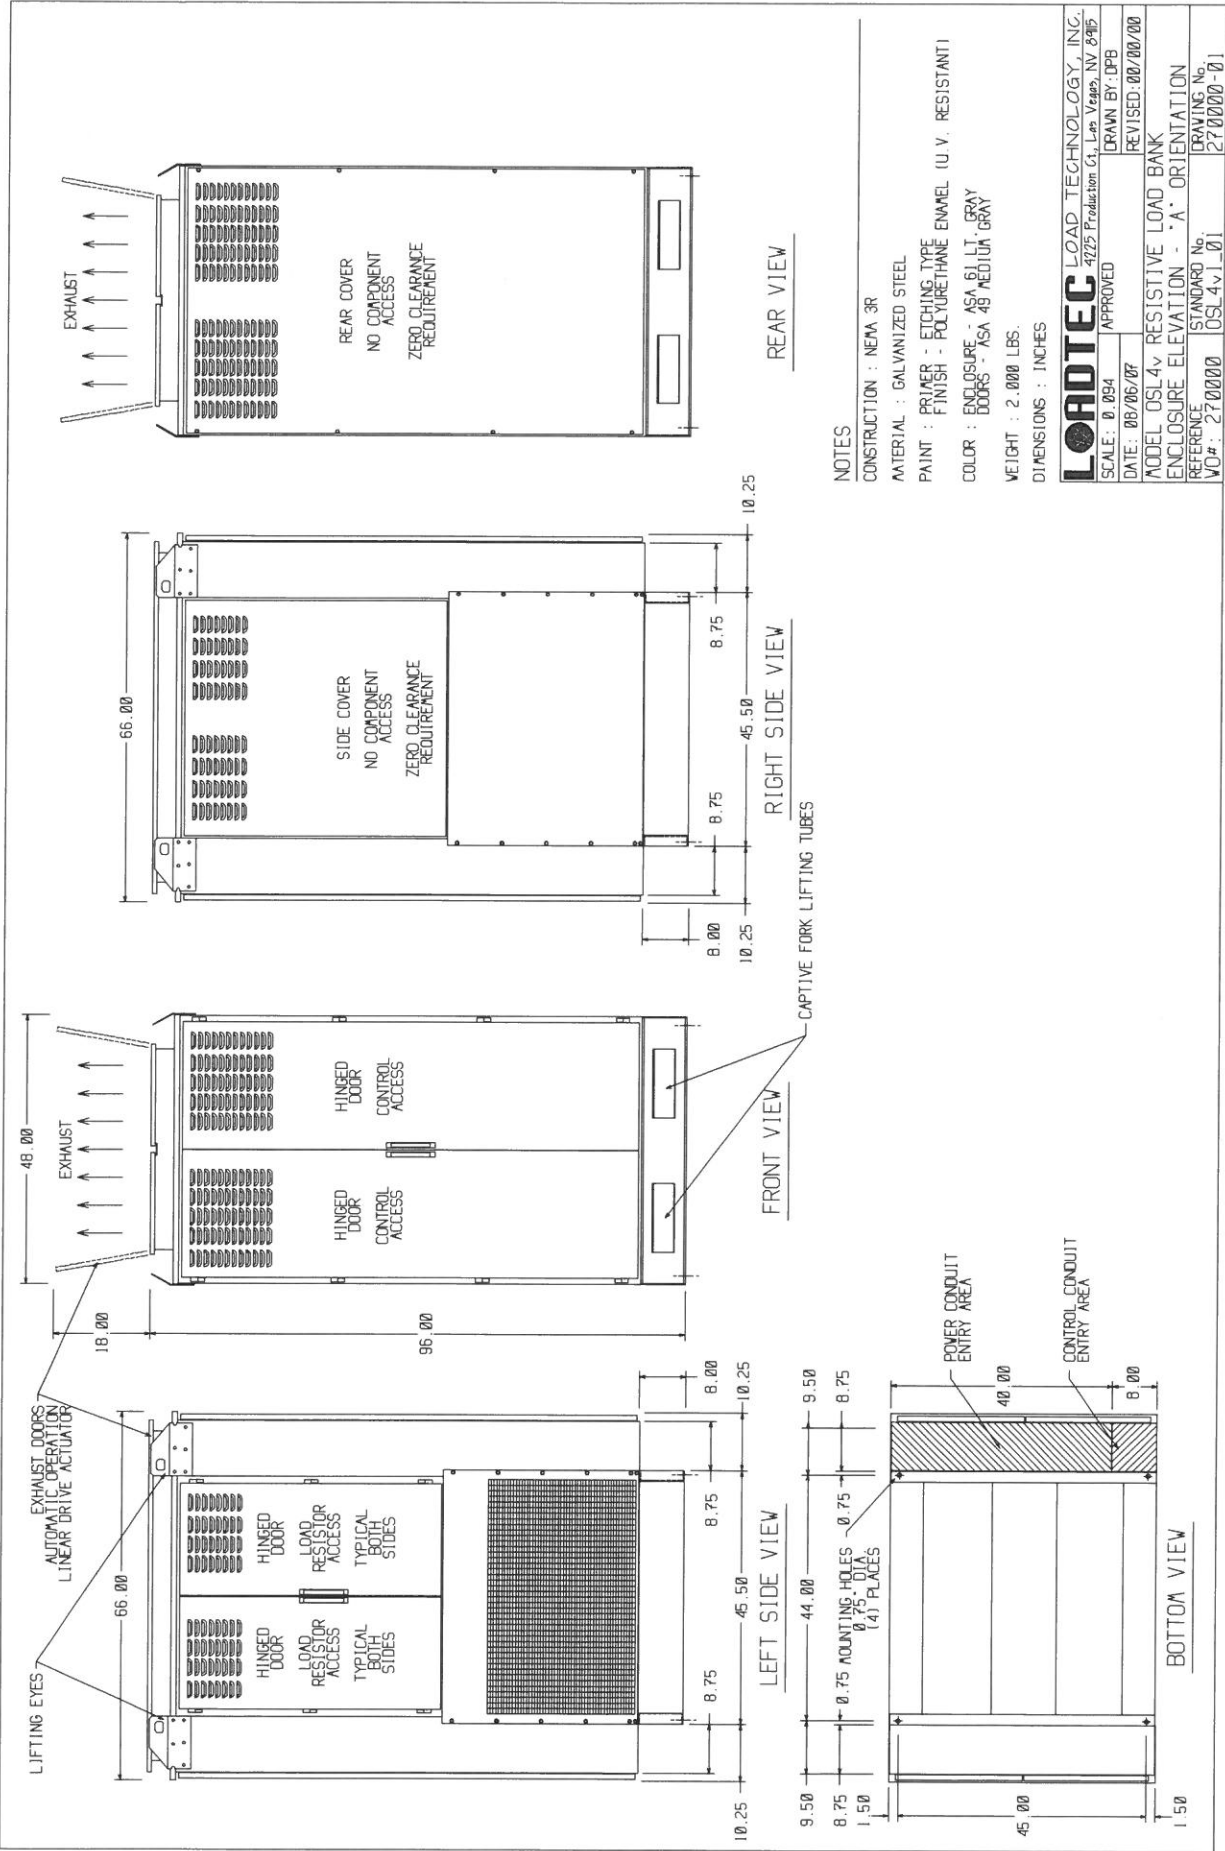 LIFTING EYES
EXHAUST DOORS
AUTOMATIC OPERATION
LINEAR DRIVE ACTUATOR
66.00
HINGED
DOOR
LOAD
RESISTOR
ACCESS
TYPICAL
BOTH
SIDES
HINGED
DOOR
LOAD
RESISTOR
ACCESS
TYPICAL
BOTH
SIDES
8.75
8.75
8.00
10.25
45.50
10.25
LEFT SIDE VIEW
48.00
18.00
EXHAUST
96.00
HINGED
DOOR
CONTROL
ACCESS
HINGED
DOOR
CONTROL
ACCESS
FRONT VIEW
CAPTIVE FORK LIFTING TUBES
66.00
SIDE COVER
NO COMPONENT
ACCESS
ZERO CLEARANCE
REQUIREMENT
8.00
8.75
8.75
10.25
45.50
10.25
RIGHT SIDE VIEW
EXHAUST
REAR COVER
NO COMPONENT
ACCESS
ZERO CLEARANCE
REQUIREMENT
REAR VIEW
9.50
44.00
9.50
8.75
0.75
MOUNTING HOLES
0.75" DIA.
(4) PLACES
0.75
8.75
1.50
45.00
1.50
POWER CONDUIT
ENTRY AREA
40.00
CONTROL CONDUIT
ENTRY AREA
8.00
BOTTOM VIEW
NOTES
CONSTRUCTION : NEMA 3R
MATERIAL : GALVANIZED STEEL
PAINT : PRIMER - ETCHING TYPE
FINISH - POLYURETHANE ENAMEL (U.V. RESISTANT)
COLOR : ENCLOSURE - ASA 61 LT. GRAY
DOORS - ASA 49 MEDIUM GRAY
WEIGHT : 2,000 LBS.
DIMENSIONS : INCHES
LOADTEC LOAD TECHNOLOGY, INC.
4225 Production Ct., Las Vegas, NV 89115
SCALE: 0.094
APPROVED
DRAWN BY: DPB
DATE: 08/06/07
REVISED: 00/00/00
MODEL OSL4v RESISTIVE LOAD BANK
ENCLOSURE ELEVATION - "A" ORIENTATION
REFERENCE
WO#: 270000
STANDARD No.
OSL4v1_01
DRAWING No.
270000-01